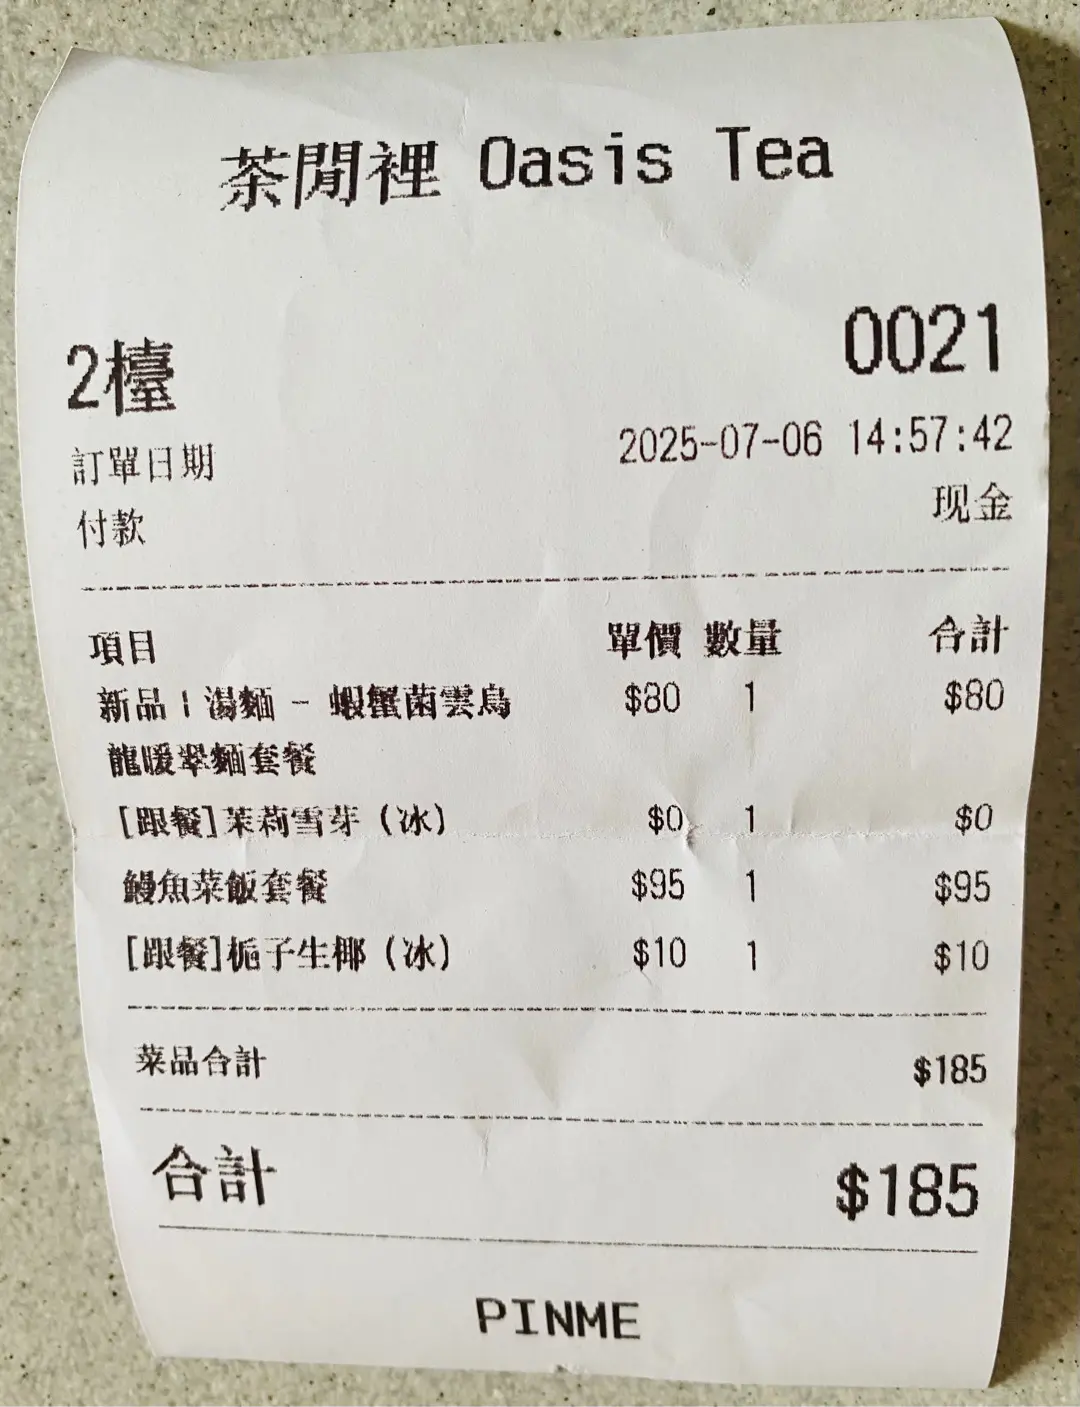 茶閒裡 Oasis Tea
2檯 0021
訂單日期 2025-07-06 14:57:42
付款 现金
項目 單價 數量 合計
新品 | 湯麵 - 蝦蟹菌雲烏 $80 1 $80
龍暖翠麵套餐
[跟餐]茉莉雪芽（冰） $0 1 $0
鰻魚菜飯套餐 $95 1 $95
[跟餐]栀子生椰（冰） $10 1 $10
菜品合計 $185
合計 $185
PINME